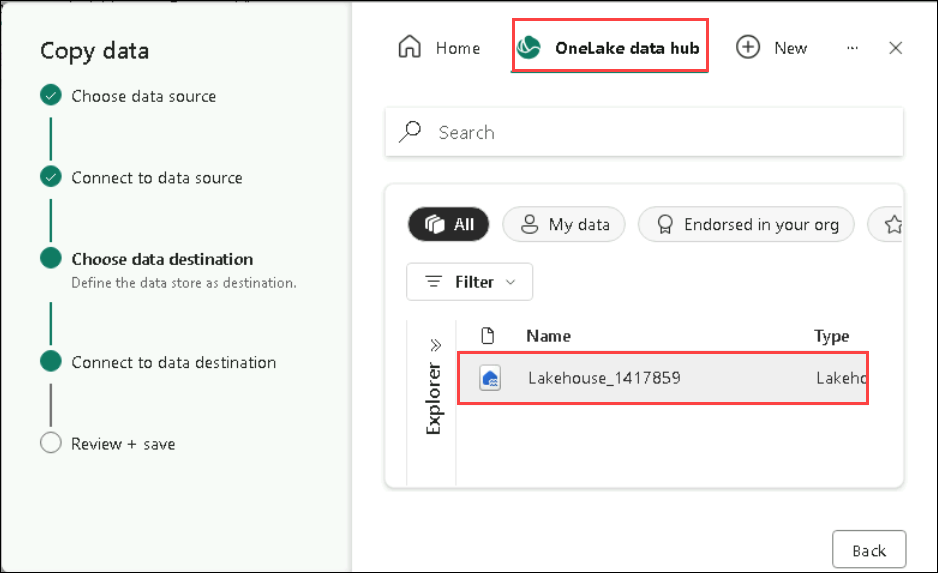 Copy data
Choose data source
Connect to data source
Choose data destination
Define the data store as destination.
Connect to data destination
Review + save
Home
OneLake data hub
New
...
Search
All
My data
Endorsed in your org
Filter
Explorer
Name
Type
Lakehouse_1417859
Lakeho
Back